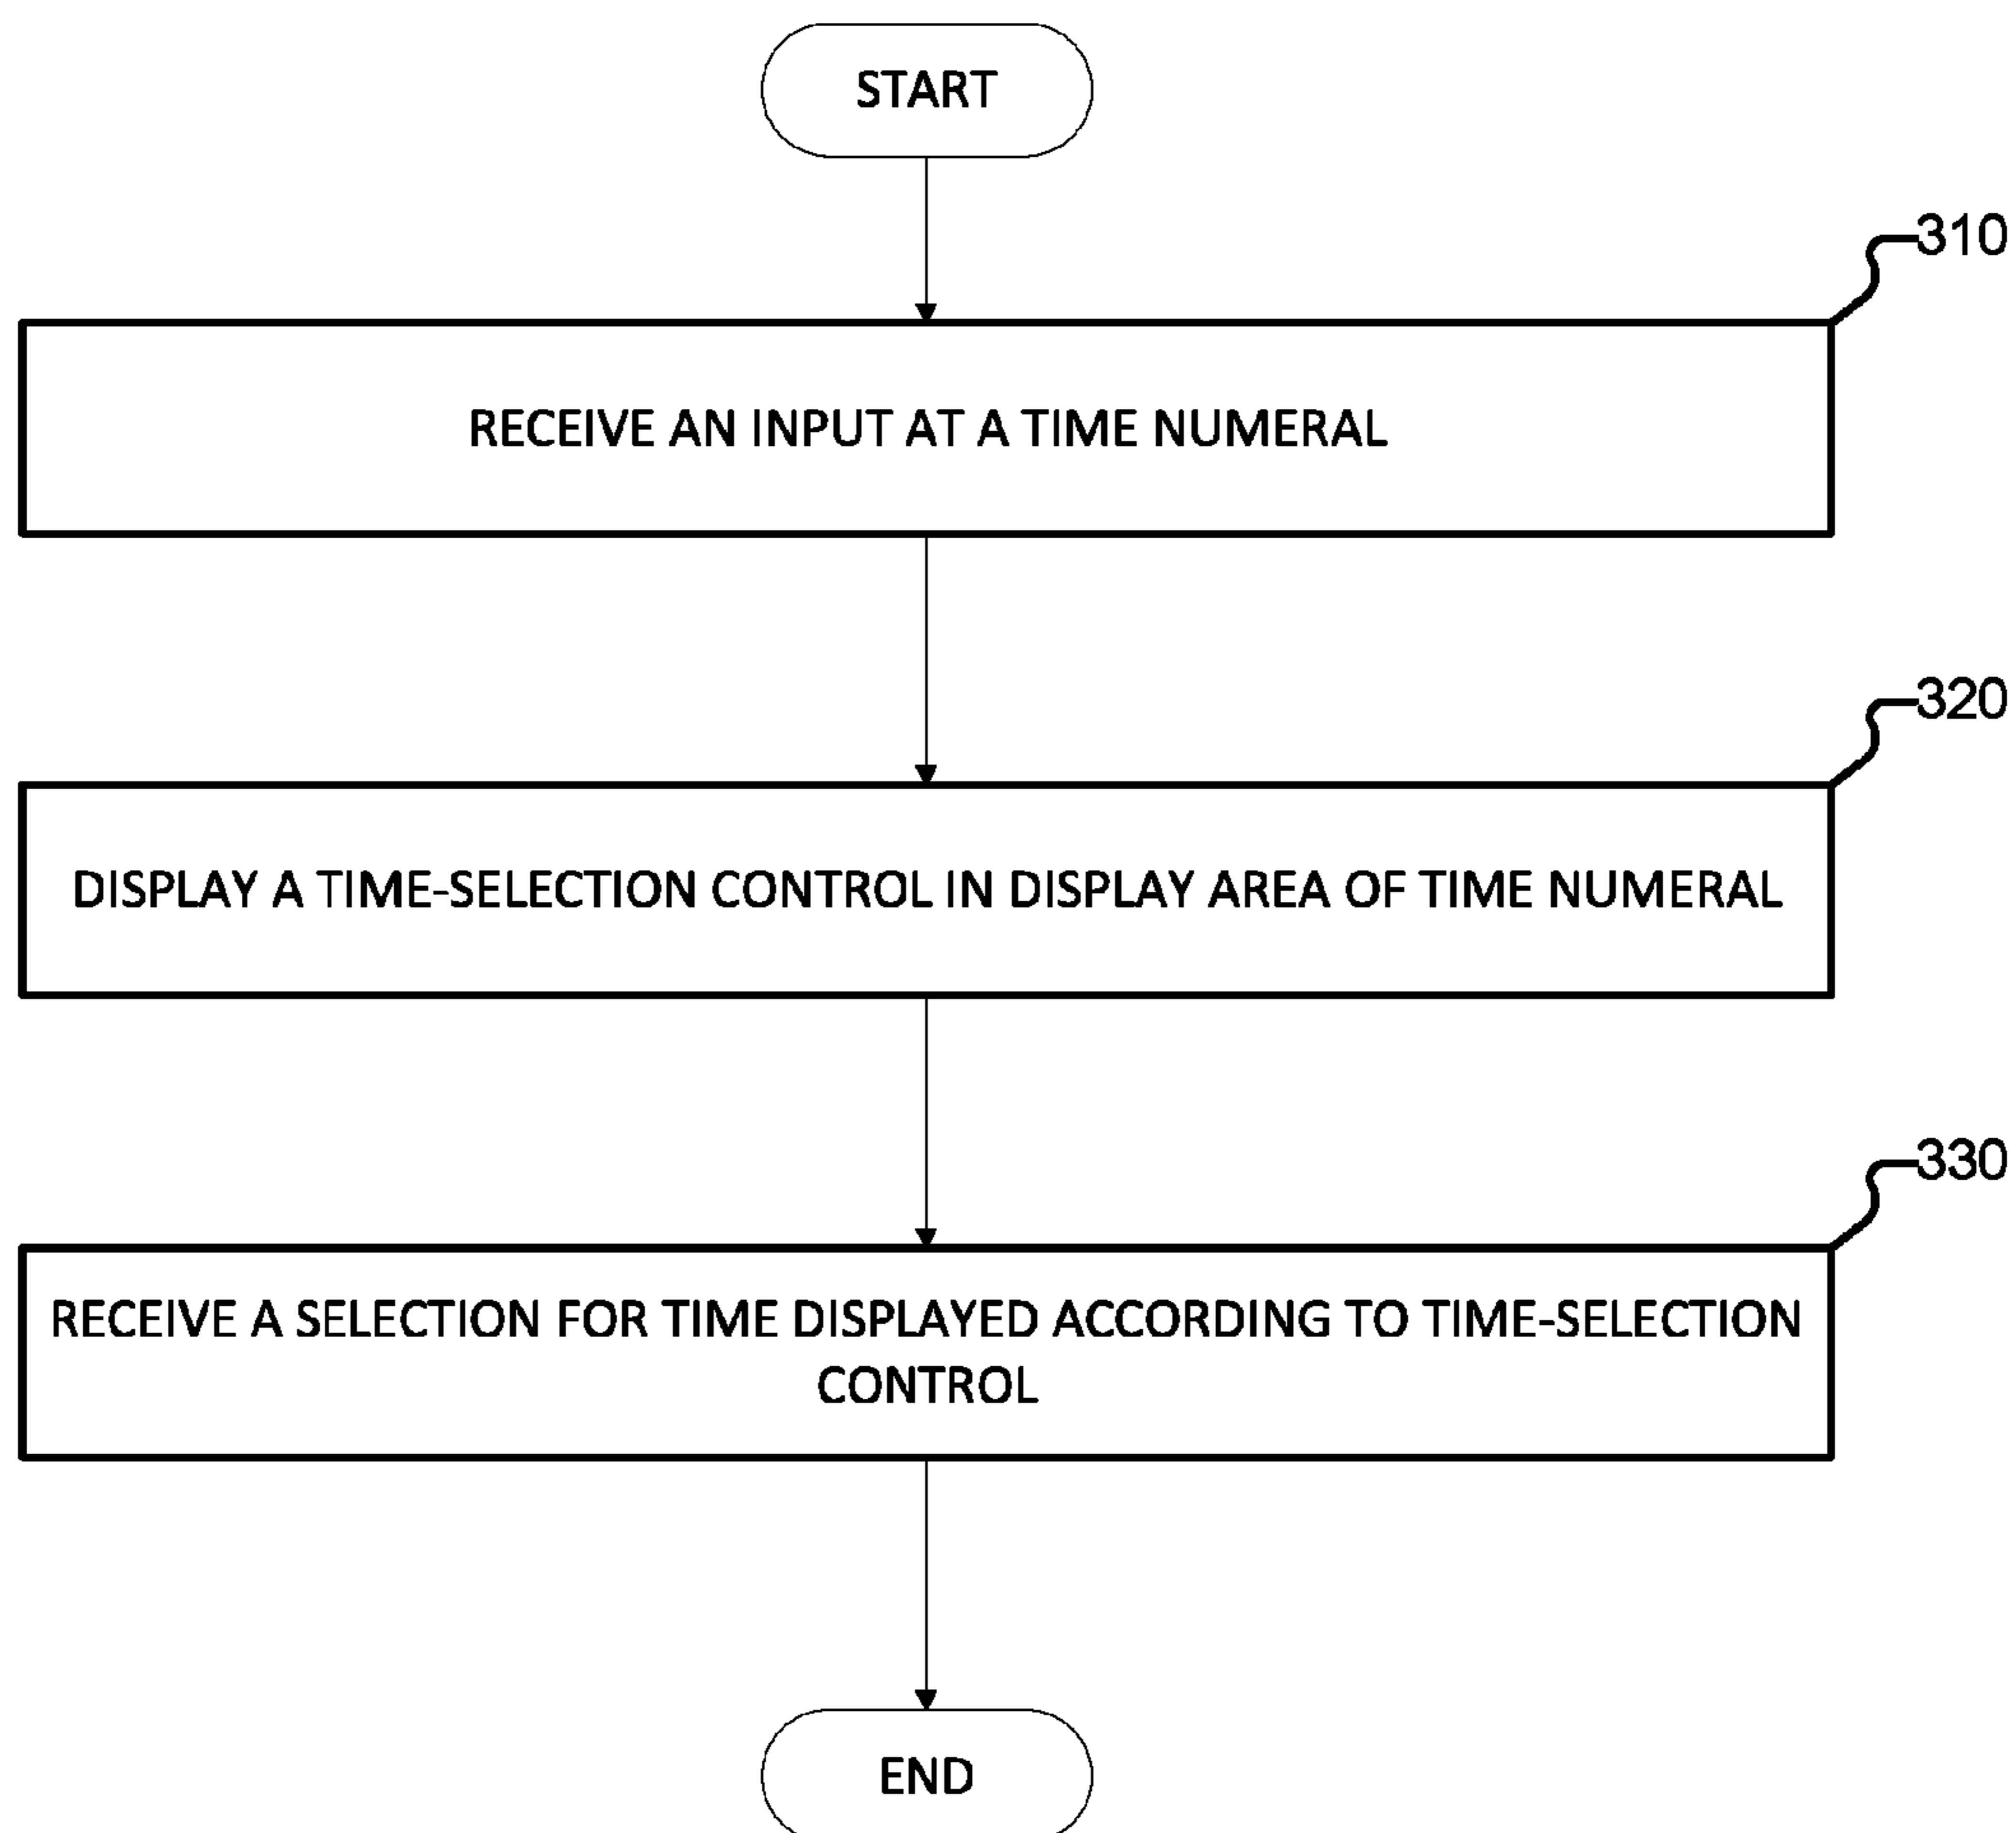 START
310
RECEIVE AN INPUT AT A TIME NUMERAL
320
DISPLAY A TIME-SELECTION CONTROL IN DISPLAY AREA OF TIME NUMERAL
330
RECEIVE A SELECTION FOR TIME DISPLAYED ACCORDING TO TIME-SELECTION
CONTROL
END